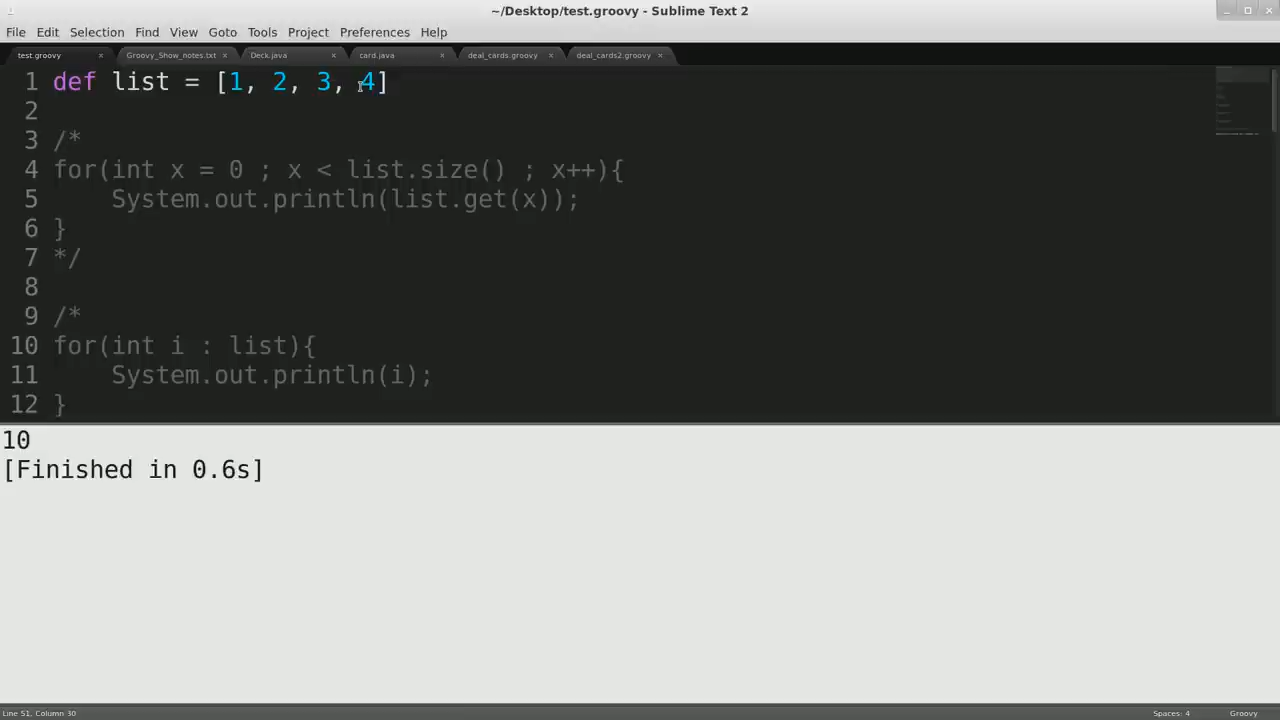 ~/Desktop/test.groovy - Sublime Text 2
File Edit Selection Find View Goto Tools Project Preferences Help
test.groovy × Groovy_Show_notes.txt × Deck.java × card.java × deal_cards.groovy × deal_cards2.groovy ×
1 def list = [1, 2, 3, 4]
2
3 /*
4 for(int x = 0 ; x < list.size() ; x++){
5 System.out.println(list.get(x));
6 }
7 */
8
9 /*
10 for(int i : list){
11 System.out.println(i);
12 }
10
[Finished in 0.6s]
Line 51, Column 30 Spaces: 4 Groovy